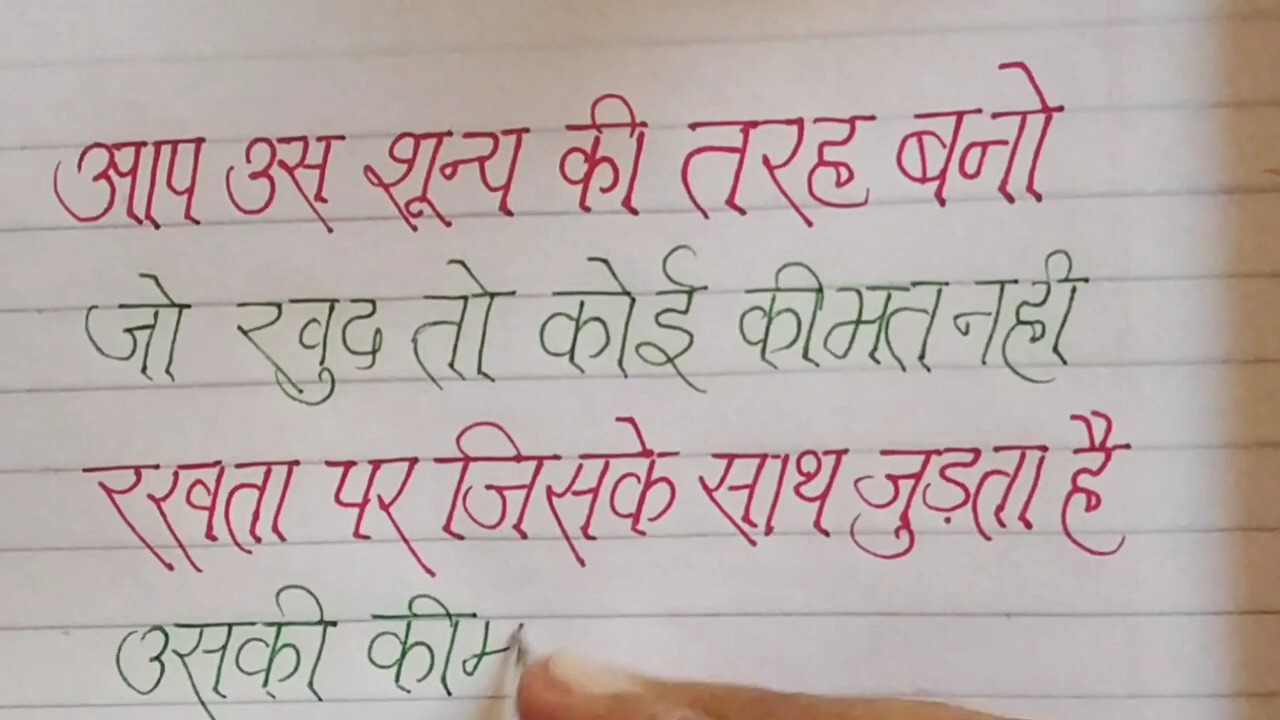 आप उस शून्य की तरह बनो
जो खुद तो कोई कीमत नही
रखता पर जिसके साथ जुड़ता है
उसकी कीम